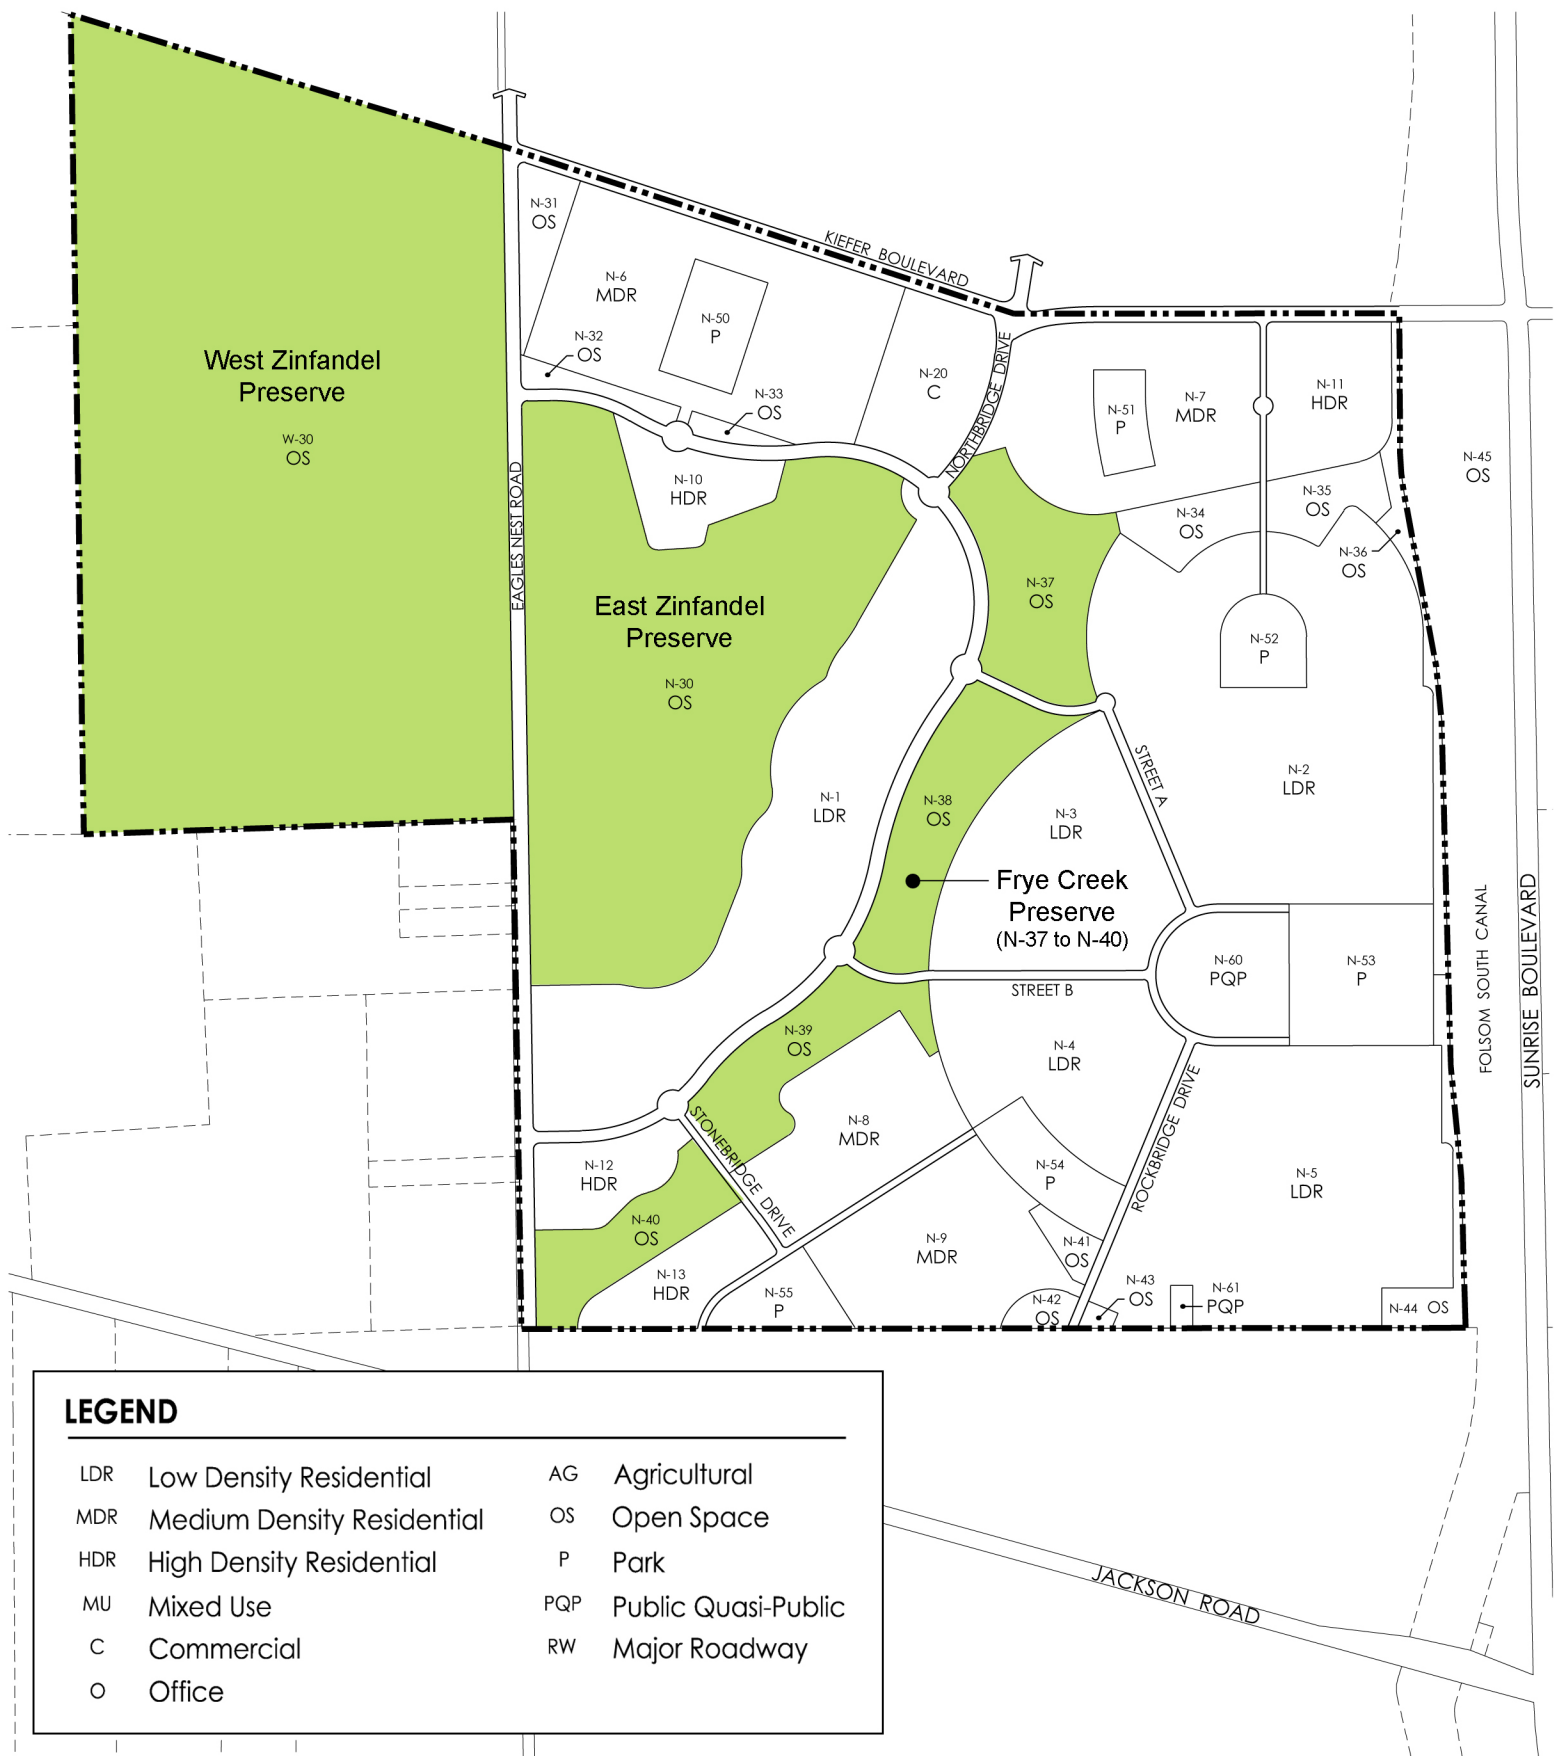 KIEFER BOULEVARD
N-31
OS
N-6
MDR
N-50
P
N-32
OS
N-33
OS
N-20
C
NORTHBRIDGE DRIVE
N-51
P
N-7
MDR
N-11
HDR
N-45
OS
West Zinfandel
Preserve
W-30
OS
EAGLES NEST ROAD
N-10
HDR
N-34
OS
N-35
OS
N-36
OS
N-37
OS
East Zinfandel
Preserve
N-30
OS
N-52
P
N-1
LDR
N-38
OS
N-3
LDR
STREET A
N-2
LDR
Frye Creek
Preserve
(N-37 to N-40)
N-60
PQP
N-53
P
STREET B
FOLSOM SOUTH CANAL
SUNRISE BOULEVARD
N-39
OS
N-4
LDR
N-8
MDR
STONEBRIDGE DRIVE
ROCKBRIDGE DRIVE
N-12
HDR
N-54
P
N-5
LDR
N-40
OS
N-9
MDR
N-41
OS
N-13
HDR
N-55
P
N-42
OS
N-43
OS
N-61
PQP
N-44 OS
LEGEND
LDR Low Density Residential
MDR Medium Density Residential
HDR High Density Residential
MU Mixed Use
C Commercial
O Office
AG Agricultural
OS Open Space
P Park
PQP Public Quasi-Public
RW Major Roadway
JACKSON ROAD